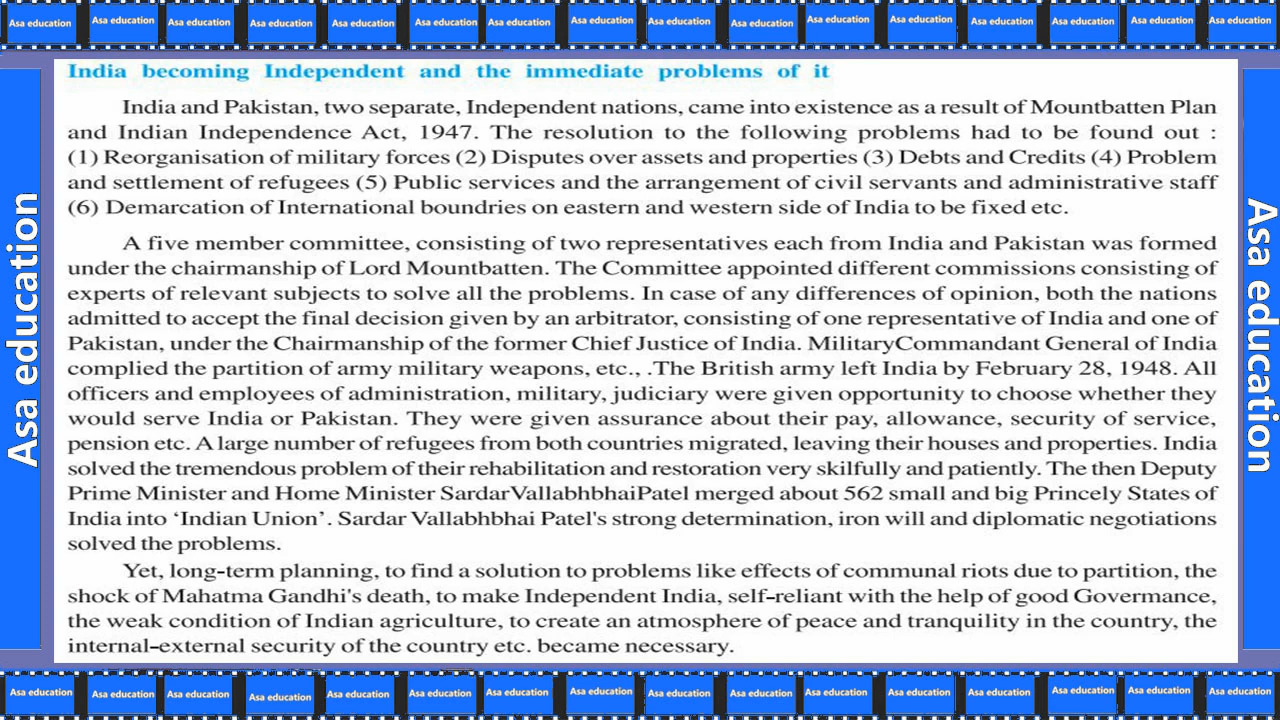 Asa education Asa education Asa education Asa education Asa education Asa education Asa education Asa education Asa education Asa education Asa education Asa education Asa education Asa education Asa education Asa education
Asa education
India becoming Independent and the immediate problems of it
India and Pakistan, two separate, Independent nations, came into existence as a result of Mountbatten Plan
and Indian Independence Act, 1947. The resolution to the following problems had to be found out :
(1) Reorganisation of military forces (2) Disputes over assets and properties (3) Debts and Credits (4) Problem
and settlement of refugees (5) Public services and the arrangement of civil servants and administrative staff
(6) Demarcation of International boundries on eastern and western side of India to be fixed etc.
A five member committee, consisting of two representatives each from India and Pakistan was formed
under the chairmanship of Lord Mountbatten. The Committee appointed different commissions consisting of
experts of relevant subjects to solve all the problems. In case of any differences of opinion, both the nations
admitted to accept the final decision given by an arbitrator, consisting of one representative of India and one of
Pakistan, under the Chairmanship of the former Chief Justice of India. MilitaryCommandant General of India
complied the partition of army military weapons, etc., .The British army left India by February 28, 1948. All
officers and employees of administration, military, judiciary were given opportunity to choose whether they
would serve India or Pakistan. They were given assurance about their pay, allowance, security of service,
pension etc. A large number of refugees from both countries migrated, leaving their houses and properties. India
solved the tremendous problem of their rehabilitation and restoration very skilfully and patiently. The then Deputy
Prime Minister and Home Minister SardarVallabhbhaiPatel merged about 562 small and big Princely States of
India into ‘Indian Union’. Sardar Vallabhbhai Patel's strong determination, iron will and diplomatic negotiations
solved the problems.
Yet, long-term planning, to find a solution to problems like effects of communal riots due to partition, the
shock of Mahatma Gandhi's death, to make Independent India, self-reliant with the help of good Govermance,
the weak condition of Indian agriculture, to create an atmosphere of peace and tranquility in the country, the
internal-external security of the country etc. became necessary.
Asa education
Asa education Asa education Asa education Asa education Asa education Asa education Asa education Asa education Asa education Asa education Asa education Asa education Asa education Asa education Asa education Asa education